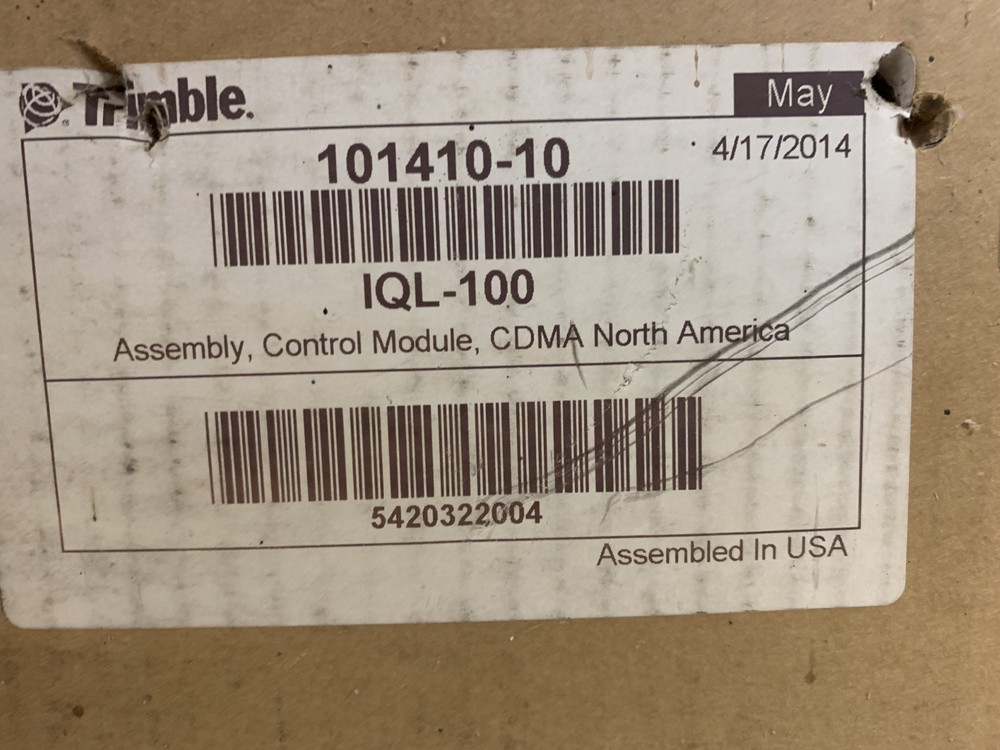 Trimble.
May
4/17/2014
101410-10
IQL-100
Assembly, Control Module, CDMA North America
5420322004
Assembled In USA